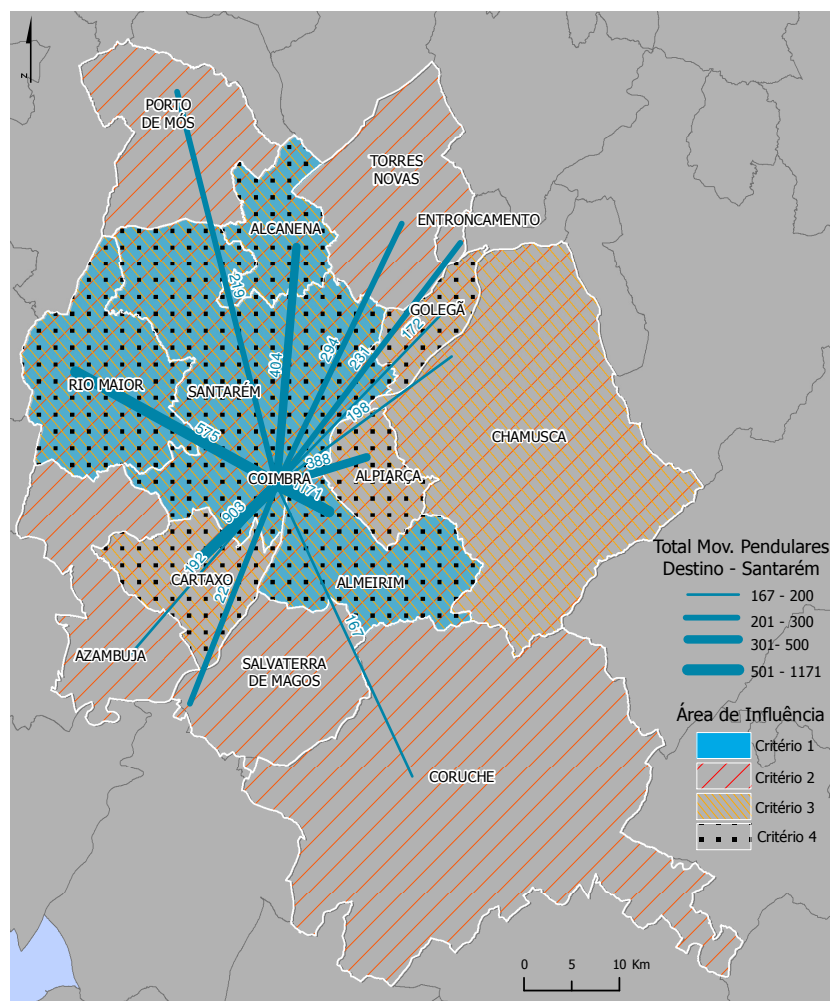 z
PORTO
DE MÓS
TORRES
NOVAS
ENTRONCAMENTO
ALCANENA
GOLEGÃ
319
404
294
231
172
198
RIO MAIOR
SANTARÉM
CHAMUSCA
575
388
COIMBRA
ALPIARÇA
1171
903
192
22
CARTAXO
ALMEIRIM
167
AZAMBUJA
SALVATERRA
DE MAGOS
CORUCHE
Total Mov. Pendulares
Destino - Santarém
167 - 200
201 - 300
301- 500
501 - 1171
Área de Influência
Critério 1
Critério 2
Critério 3
Critério 4
0 5 10 Km